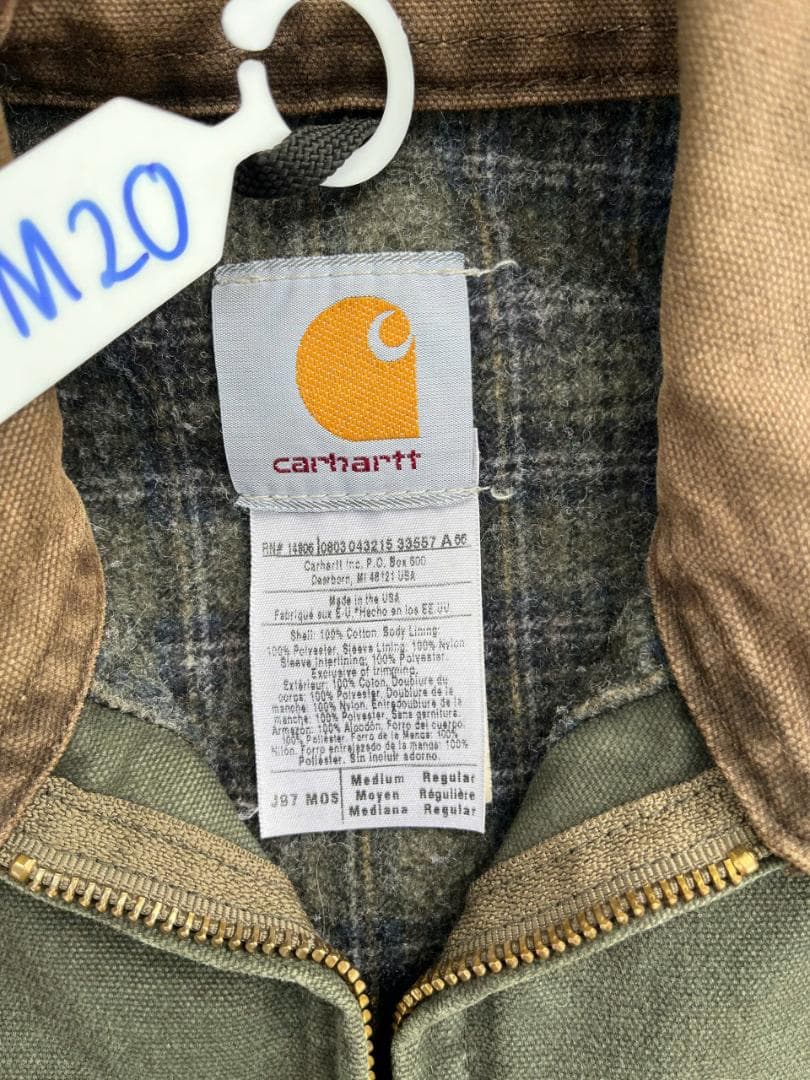 M20
carhartt
RN# 14806 0803 043215 33557 A 06
Carhartt Inc. P.O. Box 600
Dearborn, MI 48121 USA
Made in the USA
Fabriqué aux E-U.*Hecho en los EE.UU.
Shell: 100% Cotton. Body Lining:
100% Polyester. Sleeve Lining: 100% Nylon
Sleeve Interlining: 100% Polyester.
Exclusive of trimming.
Extérieur: 100% Coton. Doublure du
corps: 100% Polyester. Doublure de la
manche: 100% Nylon. Entredoublure de la
manche: 100% Polyester. Sans garniture.
Armazon: 100% Algodón. Forro del cuerpo:
100% Poliester. Forro de la Manga: 100%
Nilón. Forro entrelazado de la manga: 100%
Poliester. Sin incluir adorno.
J97 MOS
Medium Regular
Moyen Régulière
Mediana Regular